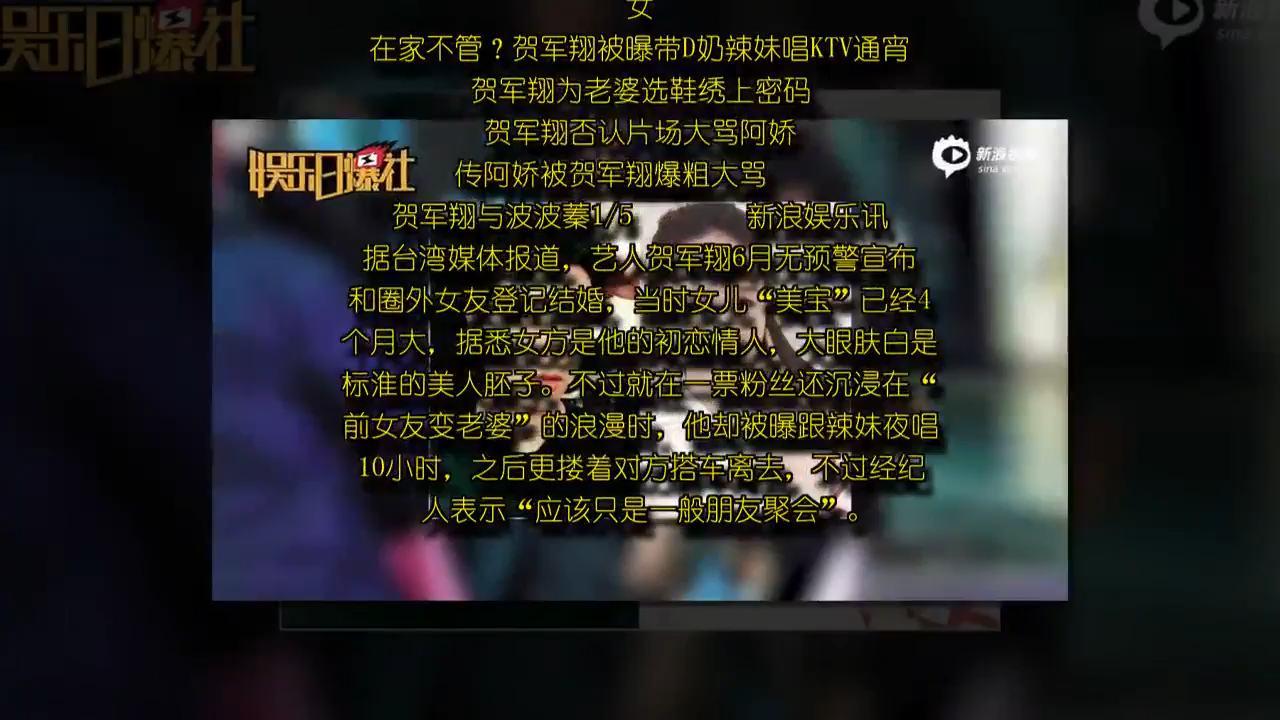 女
娱乐日爆社
新浪
sina
在家不管？贺军翔被曝带D奶辣妹唱KTV通宵
贺军翔为老婆选鞋绣上密码
贺军翔否认片场大骂阿娇
娱乐日爆社
新浪
sina
传阿娇被贺军翔爆粗大骂
贺军翔与波波蓁1/5 新浪娱乐讯
据台湾媒体报道，艺人贺军翔6月无预警宣布
和圈外女友登记结婚，当时女儿“美宝”已经4
个月大，据悉女方是他的初恋情人，大眼肤白是
标准的美人胚子。不过就在一票粉丝还沉浸在“
前女友变老婆”的浪漫时，他却被曝跟辣妹夜唱
10小时，之后更搂着对方搭车离去，不过经纪
人表示“应该只是一般朋友聚会”。